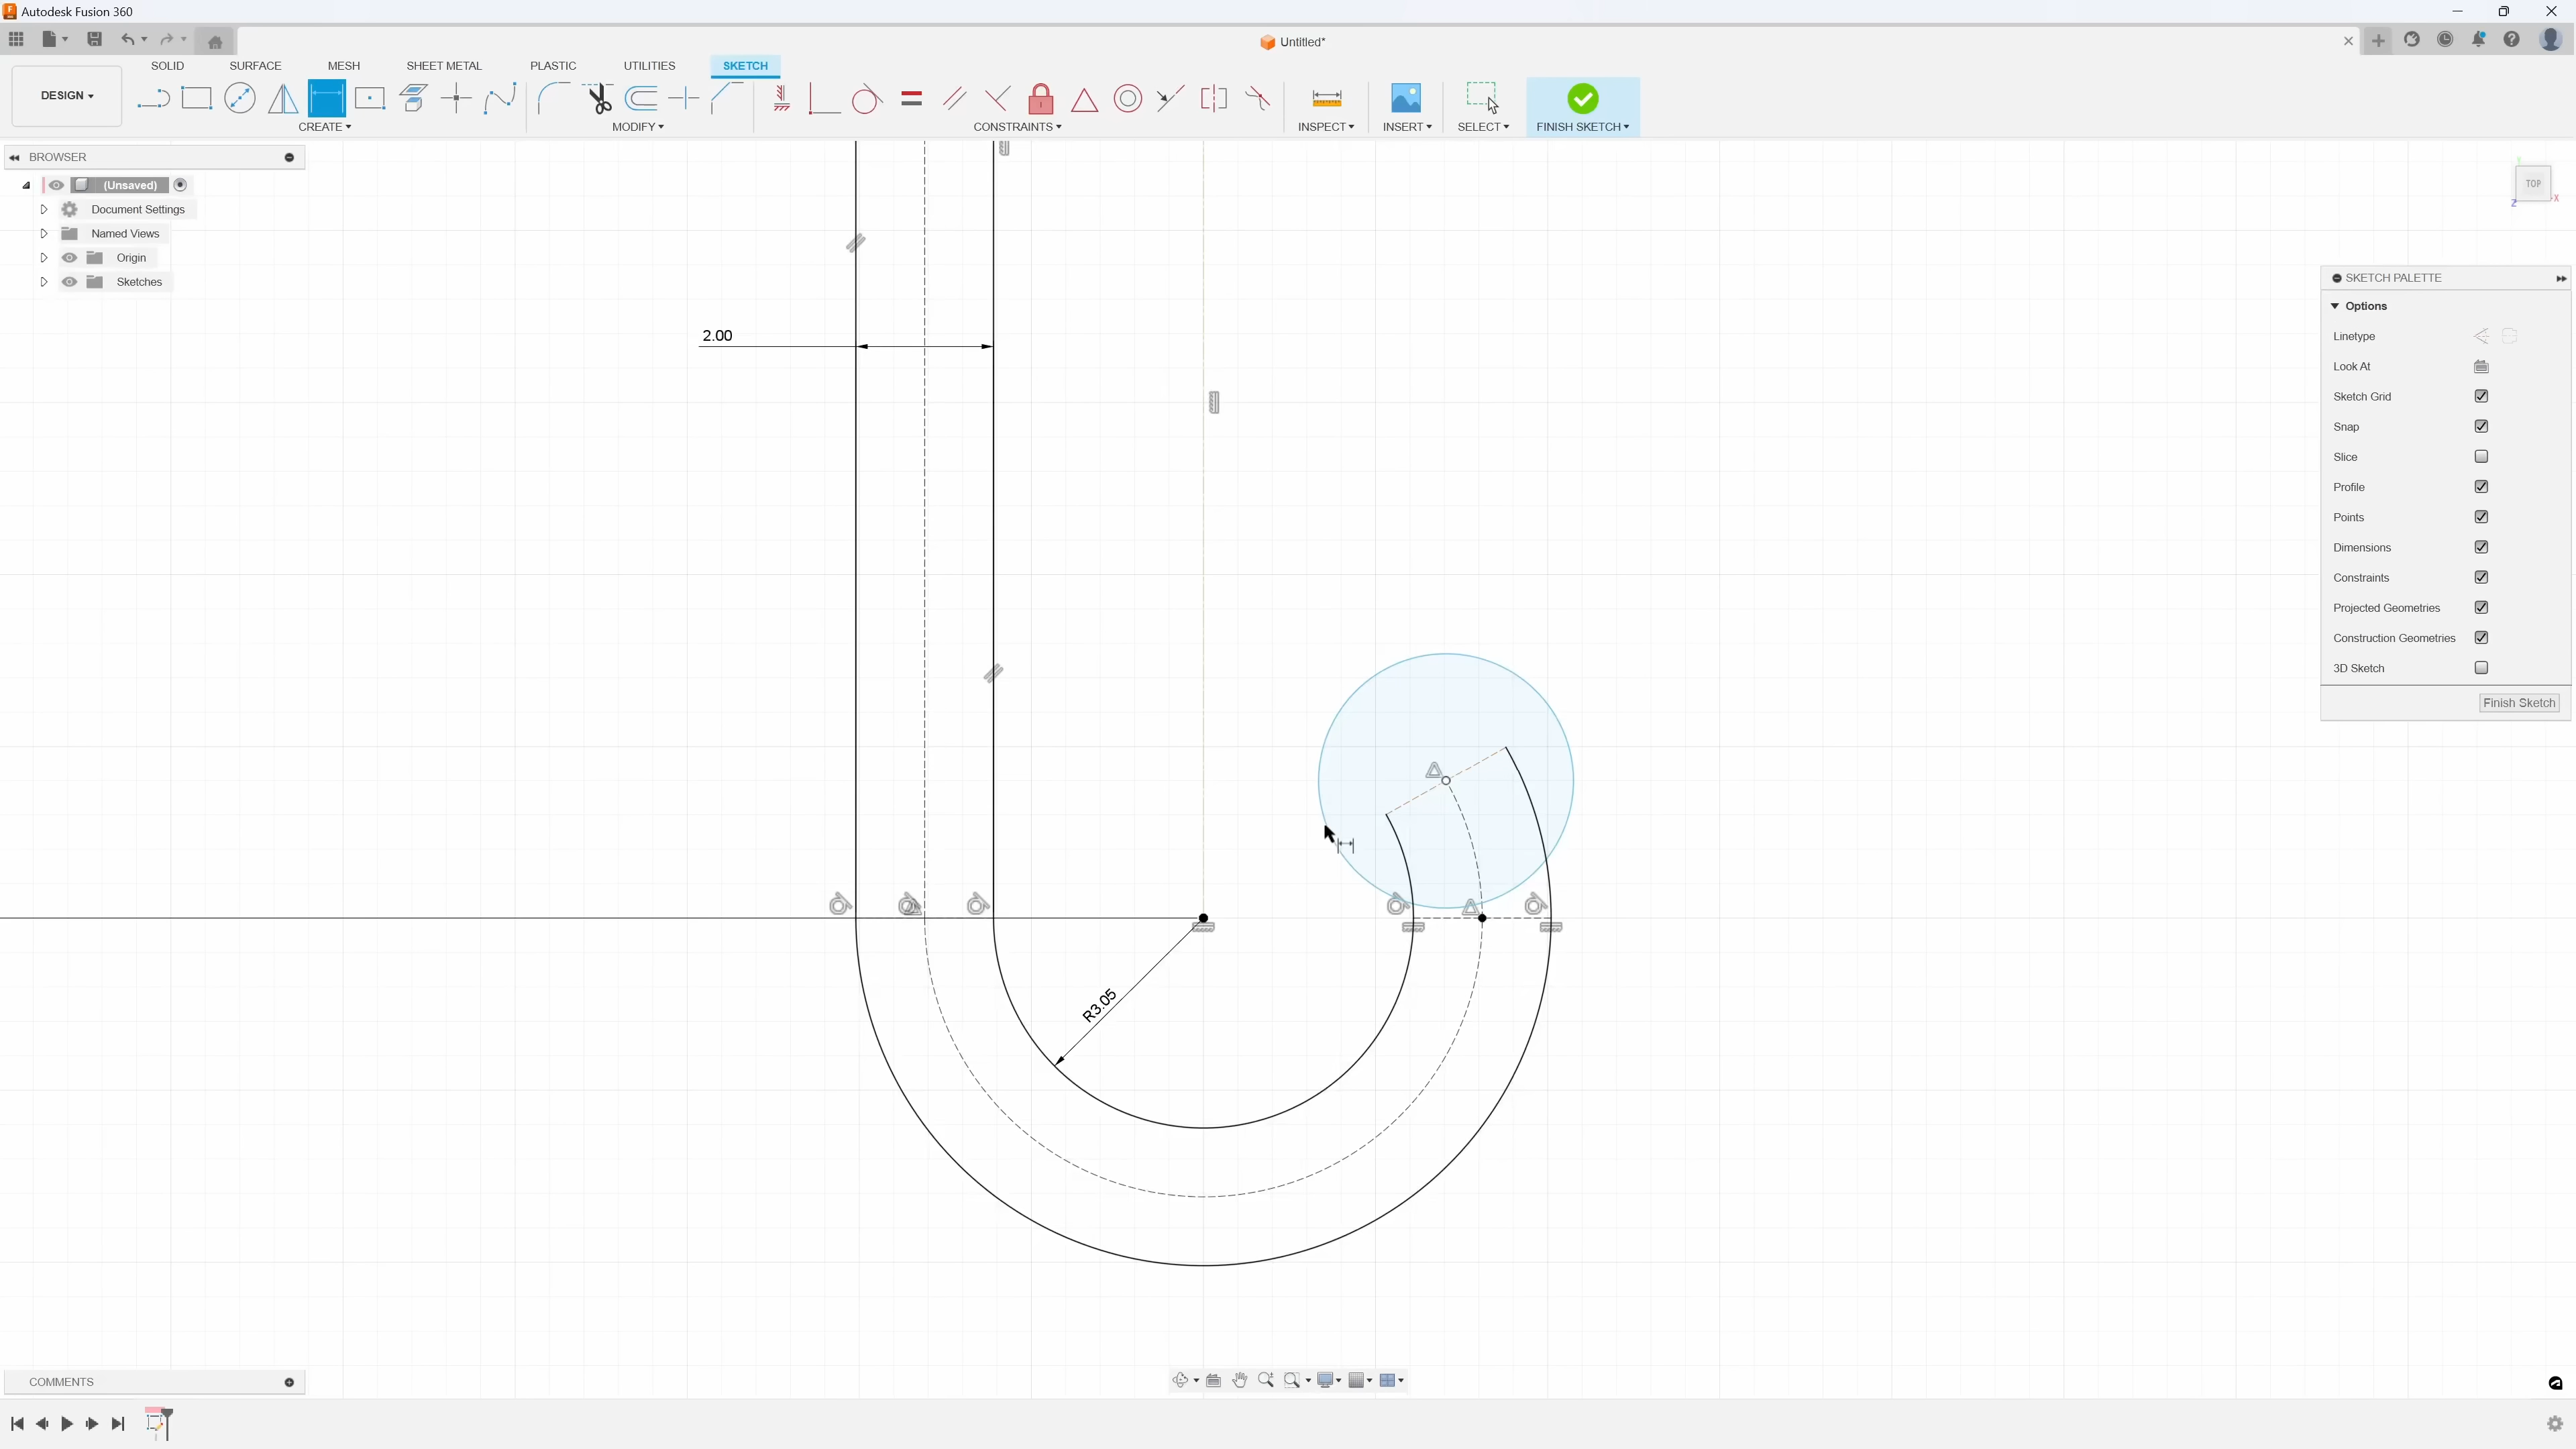 Autodesk Fusion 360
Untitled*
SOLID SURFACE MESH SHEET METAL PLASTIC UTILITIES SKETCH
DESIGN
CREATE MODIFY CONSTRAINTS INSPECT INSERT SELECT FINISH SKETCH
BROWSER
(Unsaved)
Document Settings
Named Views
Origin
Sketches
TOP
X
Z
SKETCH PALETTE
Options
Linetype
Look At
Sketch Grid
Snap
Slice
Profile
Points
Dimensions
Constraints
Projected Geometries
Construction Geometries
3D Sketch
Finish Sketch
2.00
R3.05
COMMENTS